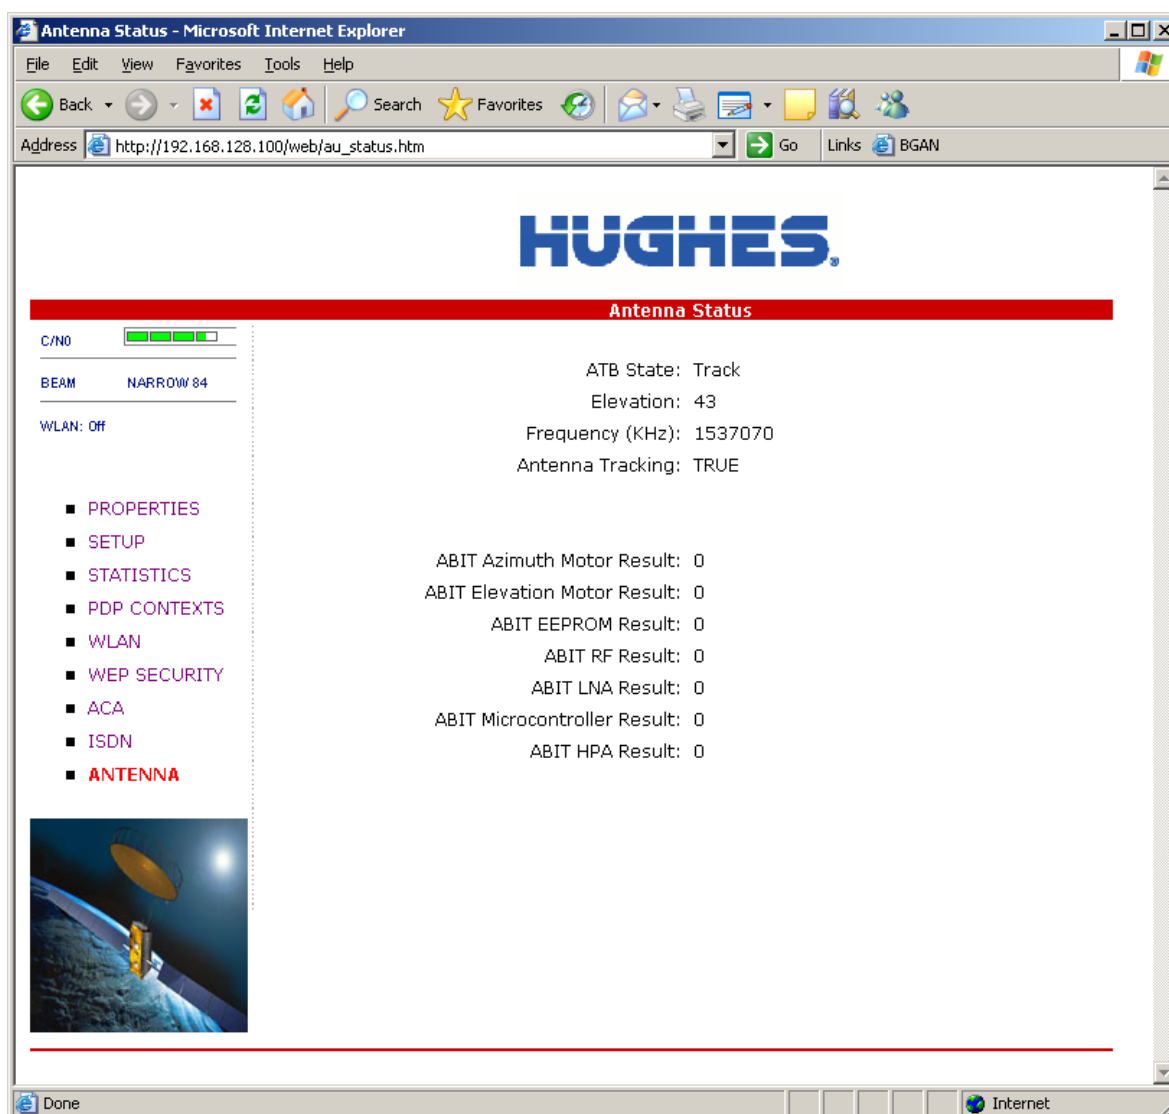 Antenna Status - Microsoft Internet Explorer
File Edit View Favorites Tools Help
Back Search Favorites
Address http://192.168.128.100/web/au_status.htm Go Links BGAN
HUGHES®
Antenna Status
C/N0
BEAM NARROW 84
WLAN: Off
PROPERTIES
SETUP
STATISTICS
PDP CONTEXTS
WLAN
WEP SECURITY
ACA
ISDN
ANTENNA
ATB State: Track
Elevation: 43
Frequency (KHz): 1537070
Antenna Tracking: TRUE
ABIT Azimuth Motor Result: 0
ABIT Elevation Motor Result: 0
ABIT EEPROM Result: 0
ABIT RF Result: 0
ABIT LNA Result: 0
ABIT Microcontroller Result: 0
ABIT HPA Result: 0
Done Internet